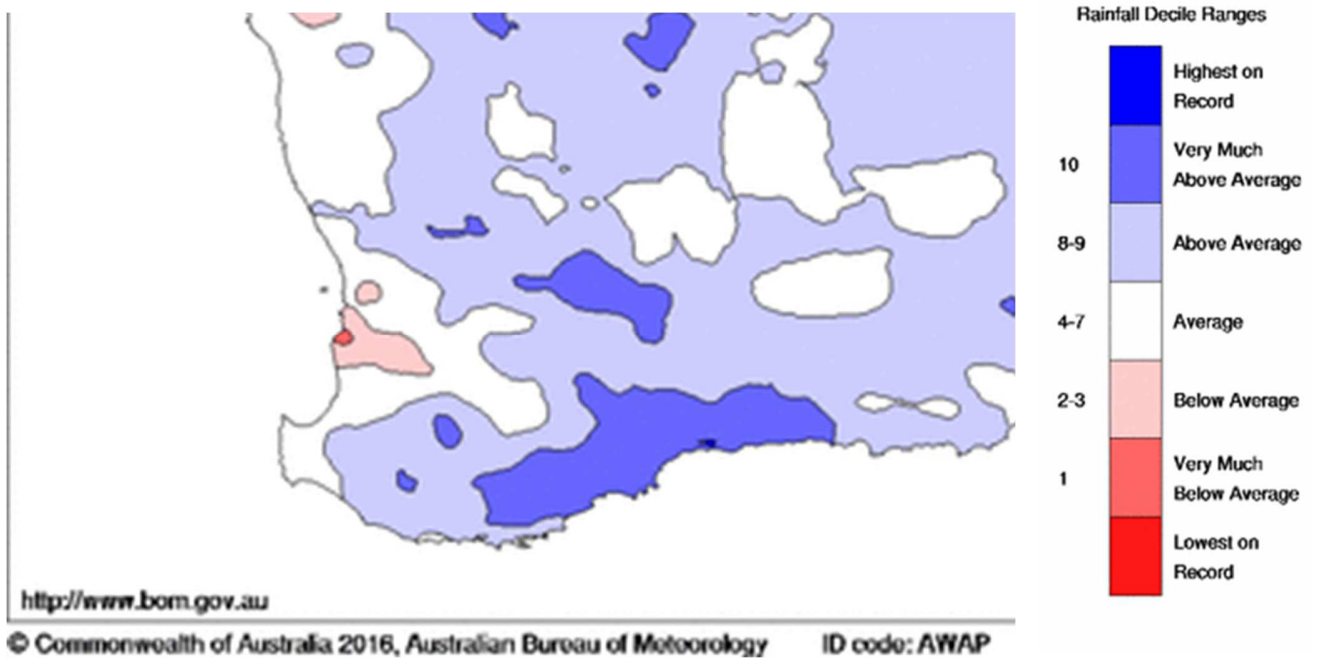 Rainfall Decile Ranges
Highest on
Record
10
Very Much
Above Average
8-9
Above Average
4-7
Average
2-3
Below Average
1
Very Much
Below Average
Lowest on
Record
http://www.bom.gov.au
© Commonwealth of Australia 2016, Australian Bureau of Meteorology ID code: AWAP